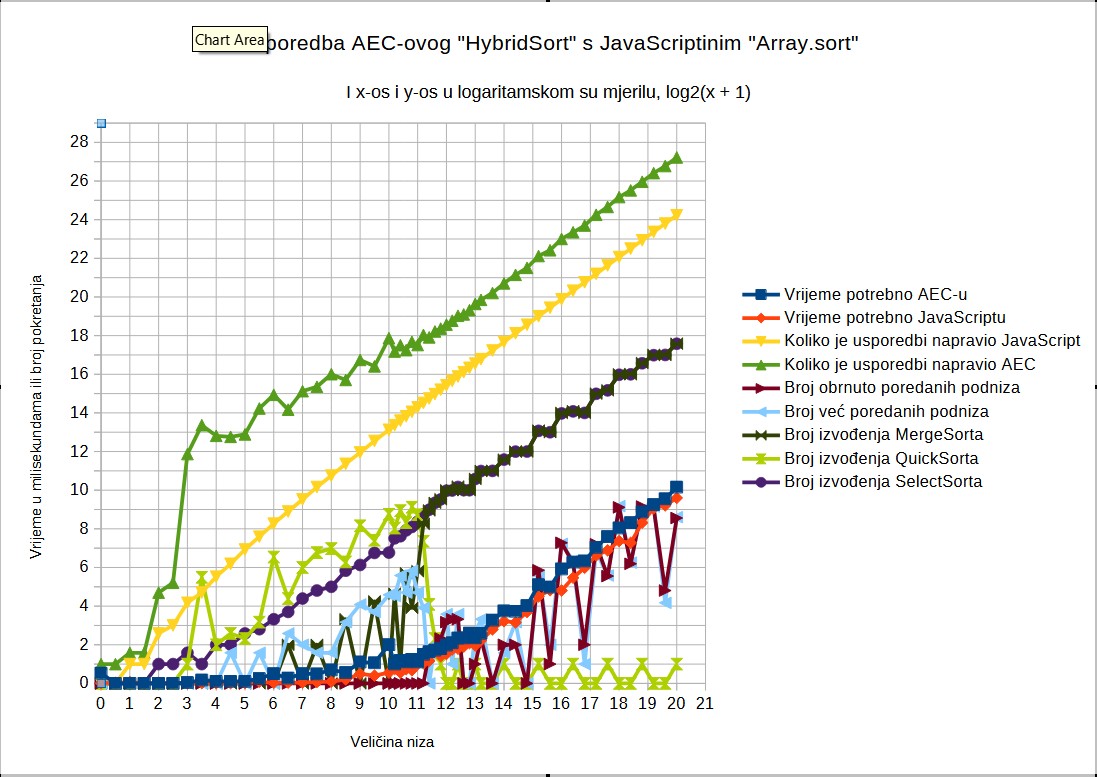 Chart Area
poredba AEC-ovog "HybridSort" s JavaScriptinim "Array.sort"
I x-os i y-os u logaritamskom su mjerilu, log2(x + 1)
Vrijeme u milisekundama ili broj pokretanja
28
26
24
22
20
18
16
14
12
10
8
6
4
2
0
0 1 2 3 4 5 6 7 8 9 10 11 12 13 14 15 16 17 18 19 20 21
Veličina niza
Vrijeme potrebno AEC-u
Vrijeme potrebno JavaScriptu
Koliko je usporedbi napravio JavaScript
Koliko je usporedbi napravio AEC
Broj obrnuto poredanih podniza
Broj već poredanih podniza
Broj izvođenja MergeSorta
Broj izvođenja QuickSorta
Broj izvođenja SelectSorta